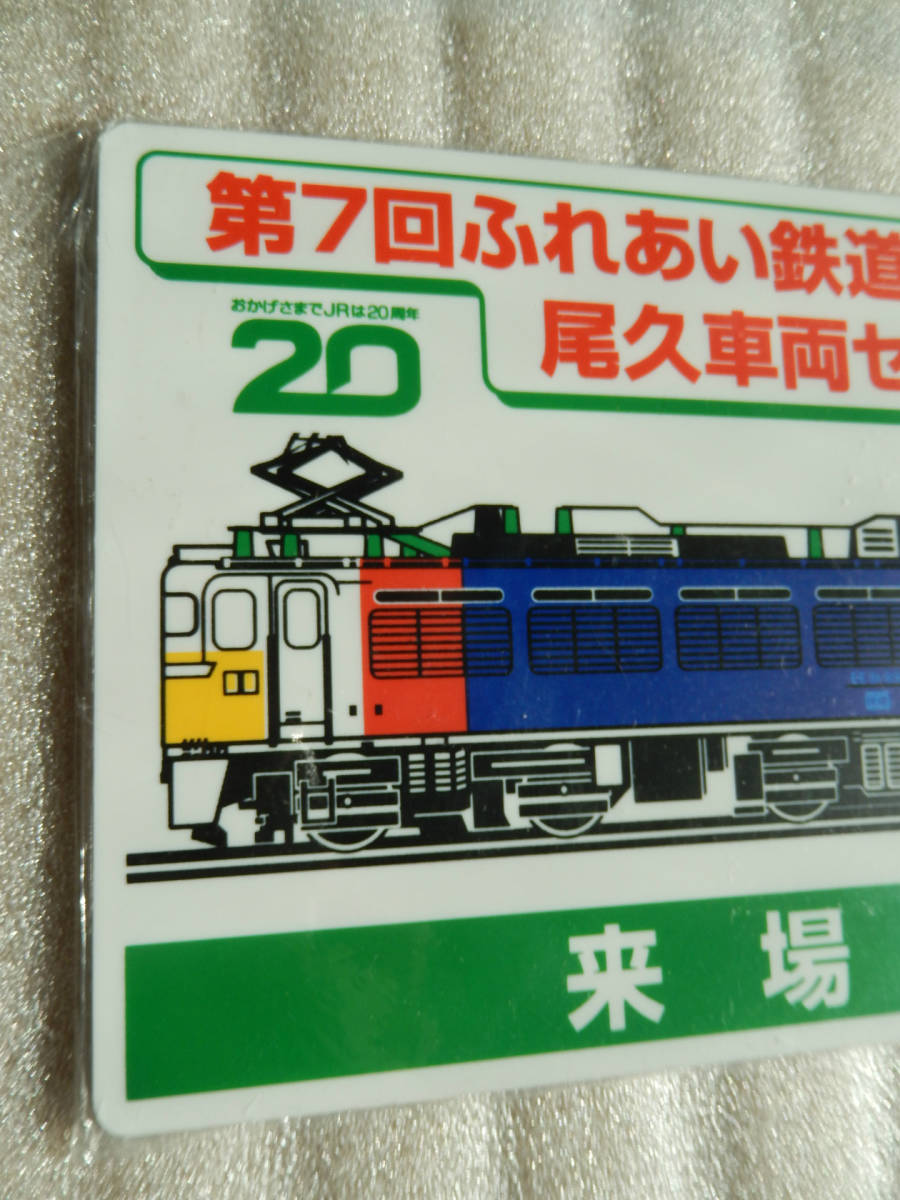 第7回ふれあい鉄道
おかげさまでJRは20周年
20
尾久車両セ
来場